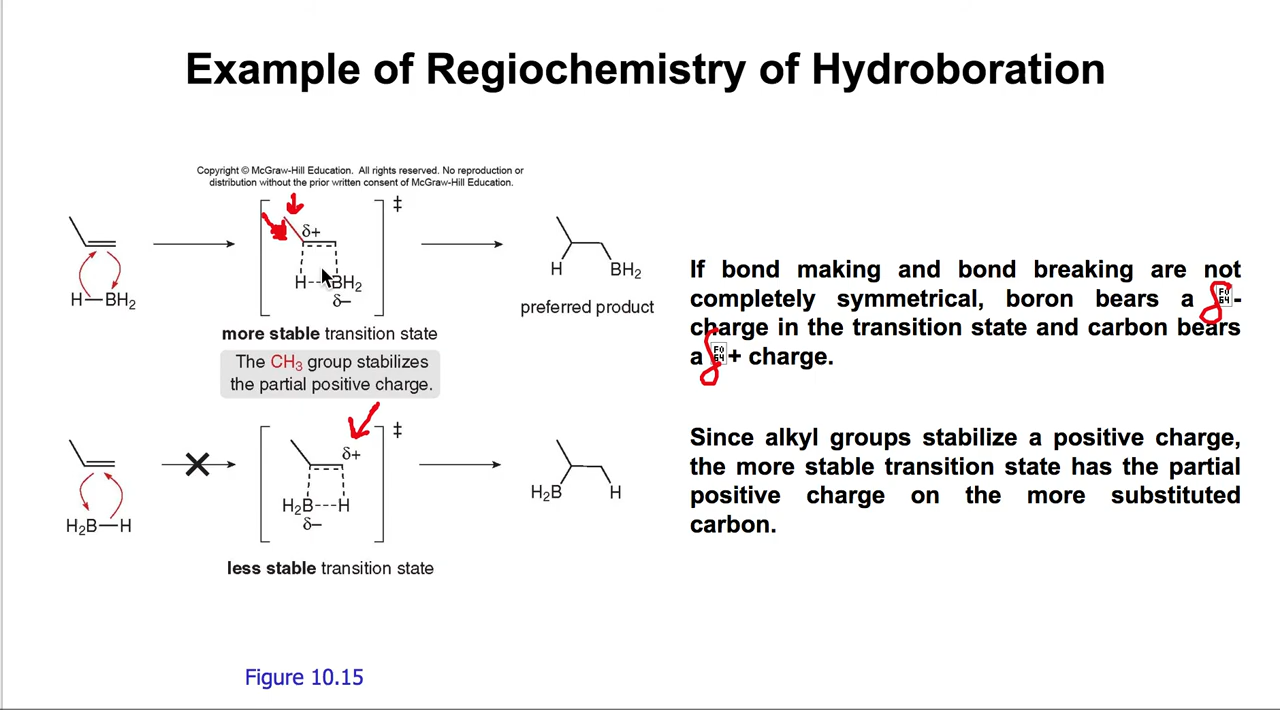 Example of Regiochemistry of Hydroboration
Copyright © McGraw-Hill Education. All rights reserved. No reproduction or
distribution without the prior written consent of McGraw-Hill Education.
‡
δ+
H
BH₂
H
BH₂
δ–
H
BH₂
preferred product
more stable transition state
The CH₃ group stabilizes
the partial positive charge.
‡
δ+
H₂B
H
H₂B
H
δ–
H₂B
H
less stable transition state
Figure 10.15
If bond making and bond breaking are not
completely symmetrical, boron bears a δ-
charge in the transition state and carbon bears
a δ+ charge.
Since alkyl groups stabilize a positive charge,
the more stable transition state has the partial
positive charge on the more substituted
carbon.